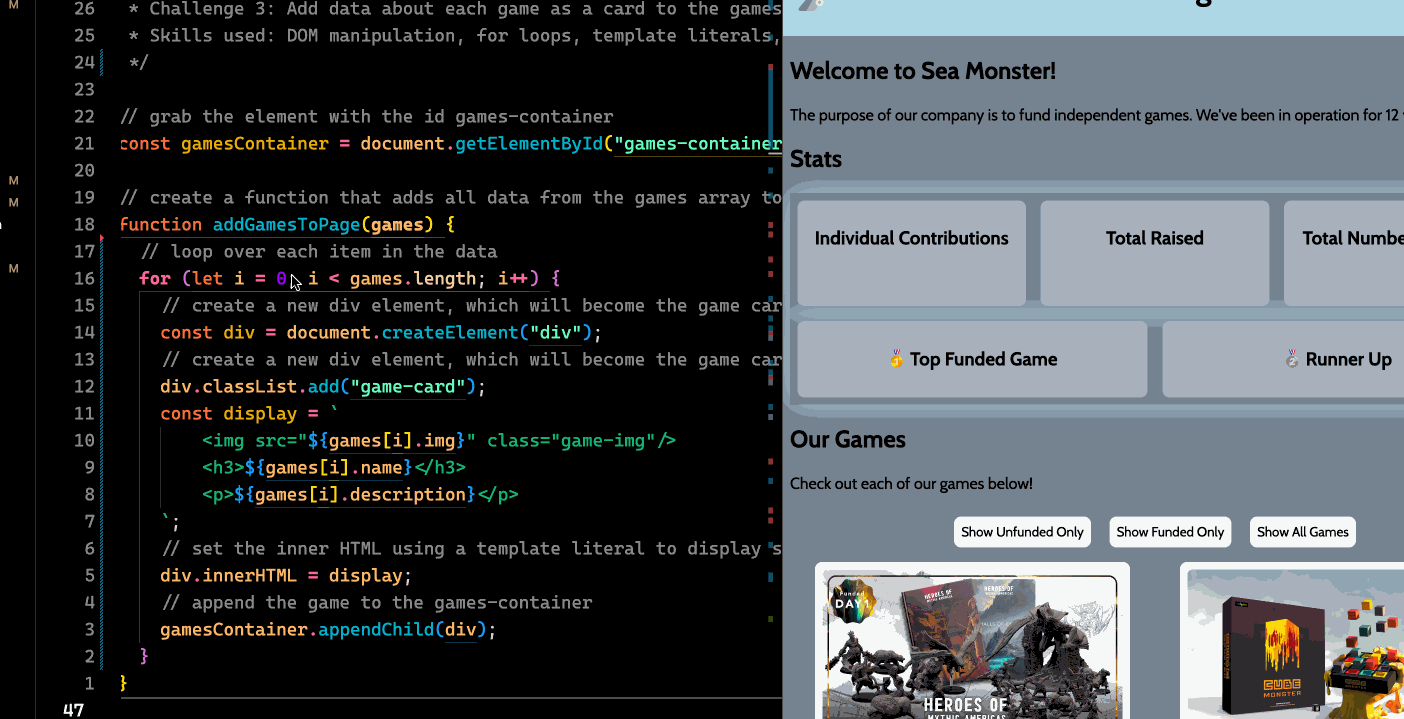 M
26 * Challenge 3: Add data about each game as a card to the games
25 * Skills used: DOM manipulation, for loops, template literals,
24 */
23
22 // grab the element with the id games-container
21 const gamesContainer = document.getElementById("games-container
20
M
19 // create a function that adds all data from the games array to
M
18 function addGamesToPage(games) {
17 // loop over each item in the data
M
16 for (let i = 0; i < games.length; i++) {
15 // create a new div element, which will become the game car
14 const div = document.createElement("div");
13 // create a new div element, which will become the game car
12 div.classList.add("game-card");
11 const display = `
10 <img src="${games[i].img}" class="game-img"/>
9 <h3>${games[i].name}</h3>
8 <p>${games[i].description}</p>
7 `;
6 // set the inner HTML using a template literal to display s
5 div.innerHTML = display;
4 // append the game to the games-container
3 gamesContainer.appendChild(div);
2 }
1 }
47
Welcome to Sea Monster!
The purpose of our company is to fund independent games. We've been in operation for 12
Stats
Individual Contributions
Total Raised
Total Numbe
🥇 Top Funded Game
🥈 Runner Up
Our Games
Check out each of our games below!
Show Unfunded Only
Show Funded Only
Show All Games
Funded
DAY 1
HEROES OF
MYTHIC AMERICAS
HEROES OF
HEROES OF
MYTHIC AMERICAS
CUBE
MONSTER